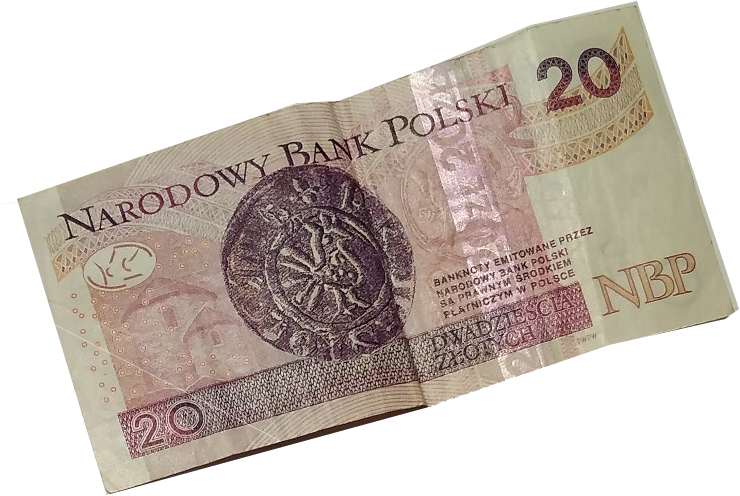 20
NARODOWY BANK POLSKI
BANKNOTY EMITOWANE PRZEZ
NARODOWY BANK POLSKI
SĄ PRAWNYM ŚRODKIEM
PŁATNICZYM W POLSCE
NBP
DWADZIEŚCIA
ZŁOTYCH
20